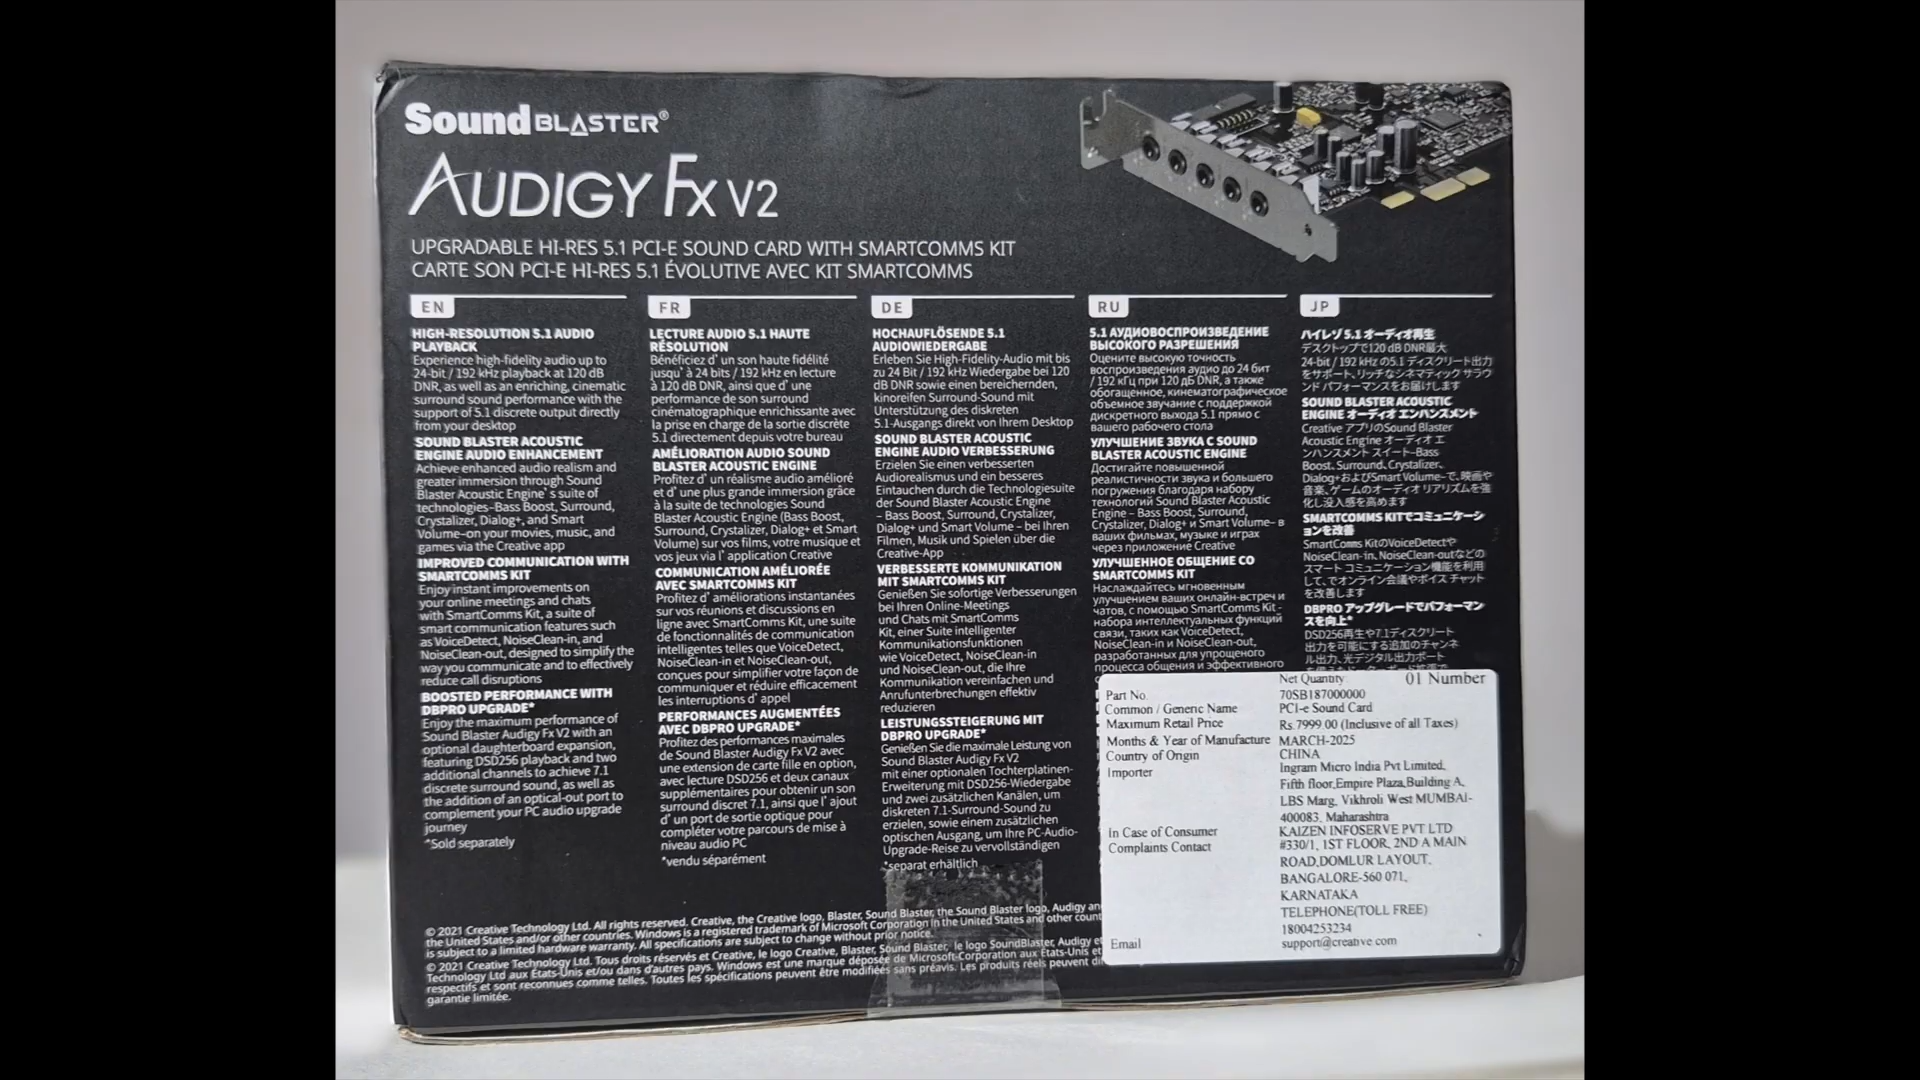 Sound BLASTER®
AUDIGY Fx V2
UPGRADABLE HI-RES 5.1 PCI-E SOUND CARD WITH SMARTCOMMS KIT
CARTE SON PCI-E HI-RES 5.1 ÉVOLUTIVE AVEC KIT SMARTCOMMS
EN
HIGH-RESOLUTION 5.1 AUDIO
PLAYBACK
Experience high-fidelity audio up to
24-bit / 192 kHz playback at 120 dB
DNR, as well as an enriching, cinematic
surround sound performance with the
support of 5.1 discrete output directly
from your desktop
SOUND BLASTER ACOUSTIC
ENGINE AUDIO ENHANCEMENT
Achieve enhanced audio realism and
greater immersion through Sound
Blaster Acoustic Engine's suite of
technologies–Bass Boost, Surround,
Crystalizer, Dialog+, and Smart
Volume–on your movies, music, and
games via the Creative app
IMPROVED COMMUNICATION WITH
SMARTCOMMS KIT
Enjoy instant improvements on
your online meetings and chats
with SmartComms Kit, a suite of
smart communication features such
as VoiceDetect, NoiseClean-in, and
NoiseClean-out, designed to simplify the
way you communicate and to effectively
reduce call disruptions
BOOSTED PERFORMANCE WITH
DBPRO UPGRADE*
Enjoy the maximum performance of
Sound Blaster Audigy Fx V2 with an
optional daughterboard expansion,
featuring DSD256 playback and two
additional channels to achieve 7.1
discrete surround sound, as well as
the addition of an optical-out port to
complement your PC audio upgrade
journey
*Sold separately
FR
LECTURE AUDIO 5.1 HAUTE
RÉSOLUTION
Bénéficiez d'un son haute fidélité
jusqu'à 24 bits / 192 kHz en lecture
à 120 dB DNR, ainsi que d'une
performance de son surround
cinématographique enrichissante avec
la prise en charge de la sortie discrète
5.1 directement depuis votre bureau
AMÉLIORATION AUDIO SOUND
BLASTER ACOUSTIC ENGINE
Profitez d'un réalisme audio amélioré
et d'une plus grande immersion grâce
à la suite de technologies Sound
Blaster Acoustic Engine (Bass Boost,
Surround, Crystalizer, Dialog+ et Smart
Volume) sur vos films, votre musique et
vos jeux via l'application Creative
COMMUNICATION AMÉLIORÉE
AVEC SMARTCOMMS KIT
Profitez d'améliorations instantanées
sur vos réunions et discussions en
ligne avec SmartComms Kit, une suite
de fonctionnalités de communication
intelligentes telles que VoiceDetect,
NoiseClean-in et NoiseClean-out,
conçues pour simplifier votre façon de
communiquer et réduire efficacement
les interruptions d'appel
PERFORMANCES AUGMENTÉES
AVEC DBPRO UPGRADE*
Profitez des performances maximales
de Sound Blaster Audigy Fx V2 avec
une extension de carte fille en option,
avec lecture DSD256 et deux canaux
supplémentaires pour obtenir un son
surround discret 7.1, ainsi que l'ajout
d'un port de sortie optique pour
compléter votre parcours de mise à
niveau audio PC
*vendu séparément
DE
HOCHAUFLÖSENDE 5.1
AUDIOWIEDERGABE
Erleben Sie High-Fidelity-Audio mit bis
zu 24 Bit / 192 kHz Wiedergabe bei 120
dB DNR sowie einen bereichernden,
kinoreifen Surround-Sound mit
Unterstützung des diskreten
5.1-Ausgangs direkt von Ihrem Desktop
SOUND BLASTER ACOUSTIC
ENGINE AUDIO VERBESSERUNG
Erzielen Sie einen verbesserten
Audiorealismus und ein besseres
Eintauchen durch die Technologiesuite
der Sound Blaster Acoustic Engine
– Bass Boost, Surround, Crystalizer,
Dialog+ und Smart Volume – bei Ihren
Filmen, Musik und Spielen über die
Creative-App
VERBESSERTE KOMMUNIKATION
MIT SMARTCOMMS KIT
Genießen Sie sofortige Verbesserungen
bei Ihren Online-Meetings
und Chats mit SmartComms
Kit, einer Suite intelligenter
Kommunikationsfunktionen
wie VoiceDetect, NoiseClean-in
und NoiseClean-out, die Ihre
Kommunikation vereinfachen und
Anrufunterbrechungen effektiv
reduzieren
LEISTUNGSSTEIGERUNG MIT
DBPRO UPGRADE*
Genießen Sie die maximale Leistung von
Sound Blaster Audigy Fx V2
mit einer optionalen Tochterplatinen-
Erweiterung mit DSD256-Wiedergabe
und zwei zusätzlichen Kanälen, um
diskreten 7.1-Surround-Sound zu
erzielen, sowie einem zusätzlichen
optischen Ausgang, um Ihre PC-Audio-
Upgrade-Reise zu vervollständigen
*separat erhältlich
RU
5.1 АУДИОВОСПРОИЗВЕДЕНИЕ
ВЫСОКОГО РАЗРЕШЕНИЯ
Оцените высокую точность
воспроизведения аудио до 24 бит
/ 192 кГц при 120 дБ DNR, а также
обогащенное, кинематографическое
объемное звучание с поддержкой
дискретного выхода 5.1 прямо с
вашего рабочего стола
УЛУЧШЕНИЕ ЗВУКА С SOUND
BLASTER ACOUSTIC ENGINE
Достигайте повышенной
реалистичности звука и большего
погружения благодаря набору
технологий Sound Blaster Acoustic
Engine – Bass Boost, Surround,
Crystalizer, Dialog+ и Smart Volume– в
ваших фильмах, музыке и играх
через приложение Creative
УЛУЧШЕННОЕ ОБЩЕНИЕ СО
SMARTCOMMS KIT
Наслаждайтесь мгновенным
улучшением ваших онлайн-встреч и
чатов, с помощью SmartComms Kit -
набора интеллектуальных функций
связи, таких как VoiceDetect,
NoiseClean-in и NoiseClean-out,
разработанных для упрощеного
процесса общения и эффективного
JP
ハイレゾ 5.1 オーディオ再生
デスクトップで120 dB DNR最大
24-bit / 192 kHz の5.1 ディスクリート出力
をサポート、リッチなシネマティック サラウ
ンド パフォーマンスをお届けします
SOUND BLASTER ACOUSTIC
ENGINE オーディオ エンハンスメント
Creative アプリのSound Blaster
Acoustic Engine オーディオ エ
ンハンスメント スイート–Bass
Boost、Surround、Crystalizer、
Dialog+およびSmart Volume–で、映画や
音楽、ゲームのオーディオ リアリズムを強
化し没入感を高めます
SMARTCOMMS KITでコミュニケーシ
ョンを改善
SmartComms KitのVoiceDetectや
NoiseClean-in、NoiseClean-outなどの
スマート コミュニケーション機能を利用
して、でオンライン会議やボイス チャット
を改善します
DBPRO アップグレードでパフォーマン
スを向上*
DSD256再生や7.1ディスクリート
出力を可能にする追加のチャンネ
ル出力、光デジタル出力ポート
Net Quantity 01 Number
Part No. 70SB187000000
Common / Generic Name PCI-e Sound Card
Maximum Retail Price Rs 7999.00 (Inclusive of all Taxes)
Months & Year of Manufacture MARCH-2025
Country of Origin CHINA
Importer Ingram Micro India Pvt Limited,
Fifth floor,Empire Plaza,Building A,
LBS Marg, Vikhroli West MUMBAI-
400083, Maharashtra
In Case of Consumer KAIZEN INFOSERVE PVT LTD
Complaints Contact #330/1, 1ST FLOOR, 2ND A MAIN
ROAD,DOMLUR LAYOUT,
BANGALORE-560 071,
KARNATAKA
TELEPHONE(TOLL FREE)
18004253234
Email support@creative.com
© 2021 Creative Technology Ltd. All rights reserved. Creative, the Creative logo, Blaster, Sound Blaster, the Sound Blaster logo, Audigy
the United States and/or other countries. Windows is a registered trademark of Microsoft Corporation in the United States and other
is subject to a limited hardware warranty. All specifications are subject to change without prior notice.
© 2021 Creative Technology Ltd. Tous droits réservés et Creative, le logo Creative, Blaster, Sound Blaster, le logo SoundBlaster, Audigy
Technology Ltd aux États-Unis et/ou dans d'autres pays. Windows est une marque déposée de Microsoft-Corporation aux États-Unis et
respectifs et sont reconnues comme telles. Toutes les spécifications peuvent être modifiées sans préavis. Les produits réels peuvent
garantie limitée.